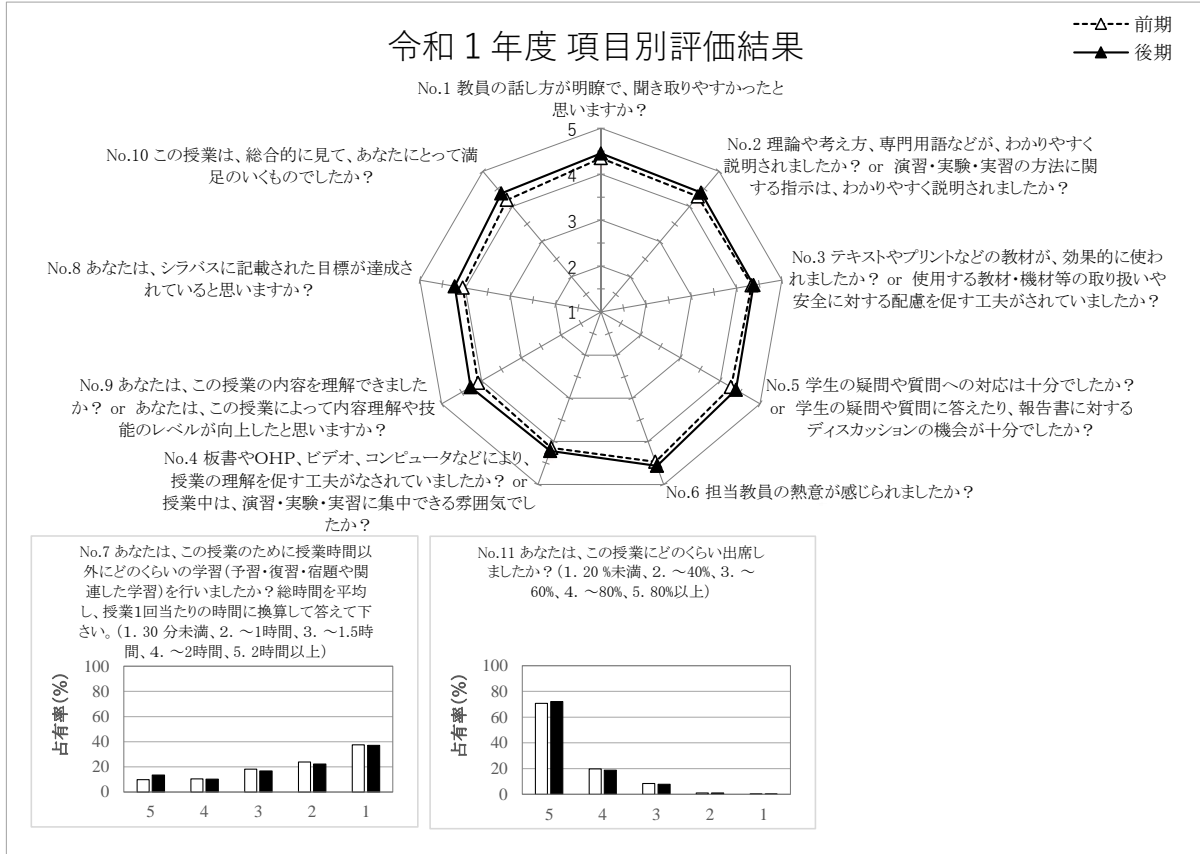 令和1年度 項目別評価結果
前期
後期
No.1 教員の話し方が明瞭で、聞き取りやすかったと
思いますか？
No.2 理論や考え方、専門用語などが、わかりやすく
説明されましたか？ or 演習・実験・実習の方法に関
する指示は、わかりやすく説明されましたか？
No.3 テキストやプリントなどの教材が、効果的に使わ
れましたか？ or 使用する教材・機材等の取り扱いや
安全に対する配慮を促す工夫がされていましたか？
No.5 学生の疑問や質問への対応は十分でしたか？
or 学生の疑問や質問に答えたり、報告書に対する
ディスカッションの機会が十分でしたか？
No.6 担当教員の熱意が感じられましたか？
No.4 板書やOHP、ビデオ、コンピュータなどにより、
授業の理解を促す工夫がなされていましたか？ or
授業中は、演習・実験・実習に集中できる雰囲気でし
たか？
No.9 あなたは、この授業の内容を理解できました
か？ or あなたは、この授業によって内容理解や技
能のレベルが向上したと思いますか？
No.8 あなたは、シラバスに記載された目標が達成さ
れていると思いますか？
No.10 この授業は、総合的に見て、あなたにとって満
足のいくものでしたか？
5
4
3
2
1
No.7 あなたは、この授業のために授業時間以
外にどのくらいの学習（予習・復習・宿題や関
連した学習）を行いましたか？総時間を平均
し、授業1回当たりの時間に換算して答えて下
さい。（1. 30 分未満、2. ～1時間、3. ～1.5時
間、4. ～2時間、5. 2時間以上）
占有率(%)
100
80
60
40
20
0
5 4 3 2 1
No.11 あなたは、この授業にどのくらい出席し
ましたか？（1. 20 %未満、2. ～40%、3. ～
60%、4. ～80%、5. 80%以上）
占有率(%)
100
80
60
40
20
0
5 4 3 2 1